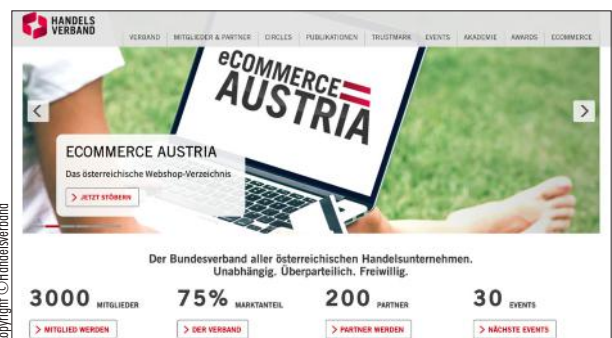 HANDELS
VERBAND
VERBAND MITGLIEDER & PARTNER CIRCLES PUBLIKATIONEN TRUSTMARK EVENTS AKADEMIE AWARDS ECOMMERCE
eCOMMERCE
AUSTRIA
ECOMMERCE AUSTRIA
Das österreichische Webshop-Verzeichnis
> JETZT STÖBERN
Der Bundesverband aller österreichischen Handelsunternehmen.
Unabhängig. Überparteilich. Freiwillig.
3000 MITGLIEDER 75% MARKTANTEIL 200 PARTNER 30 EVENTS
> MITGLIED WERDEN > DER VERBAND > PARTNER WERDEN > NÄCHSTE EVENTS
opyright ©Handelsverband